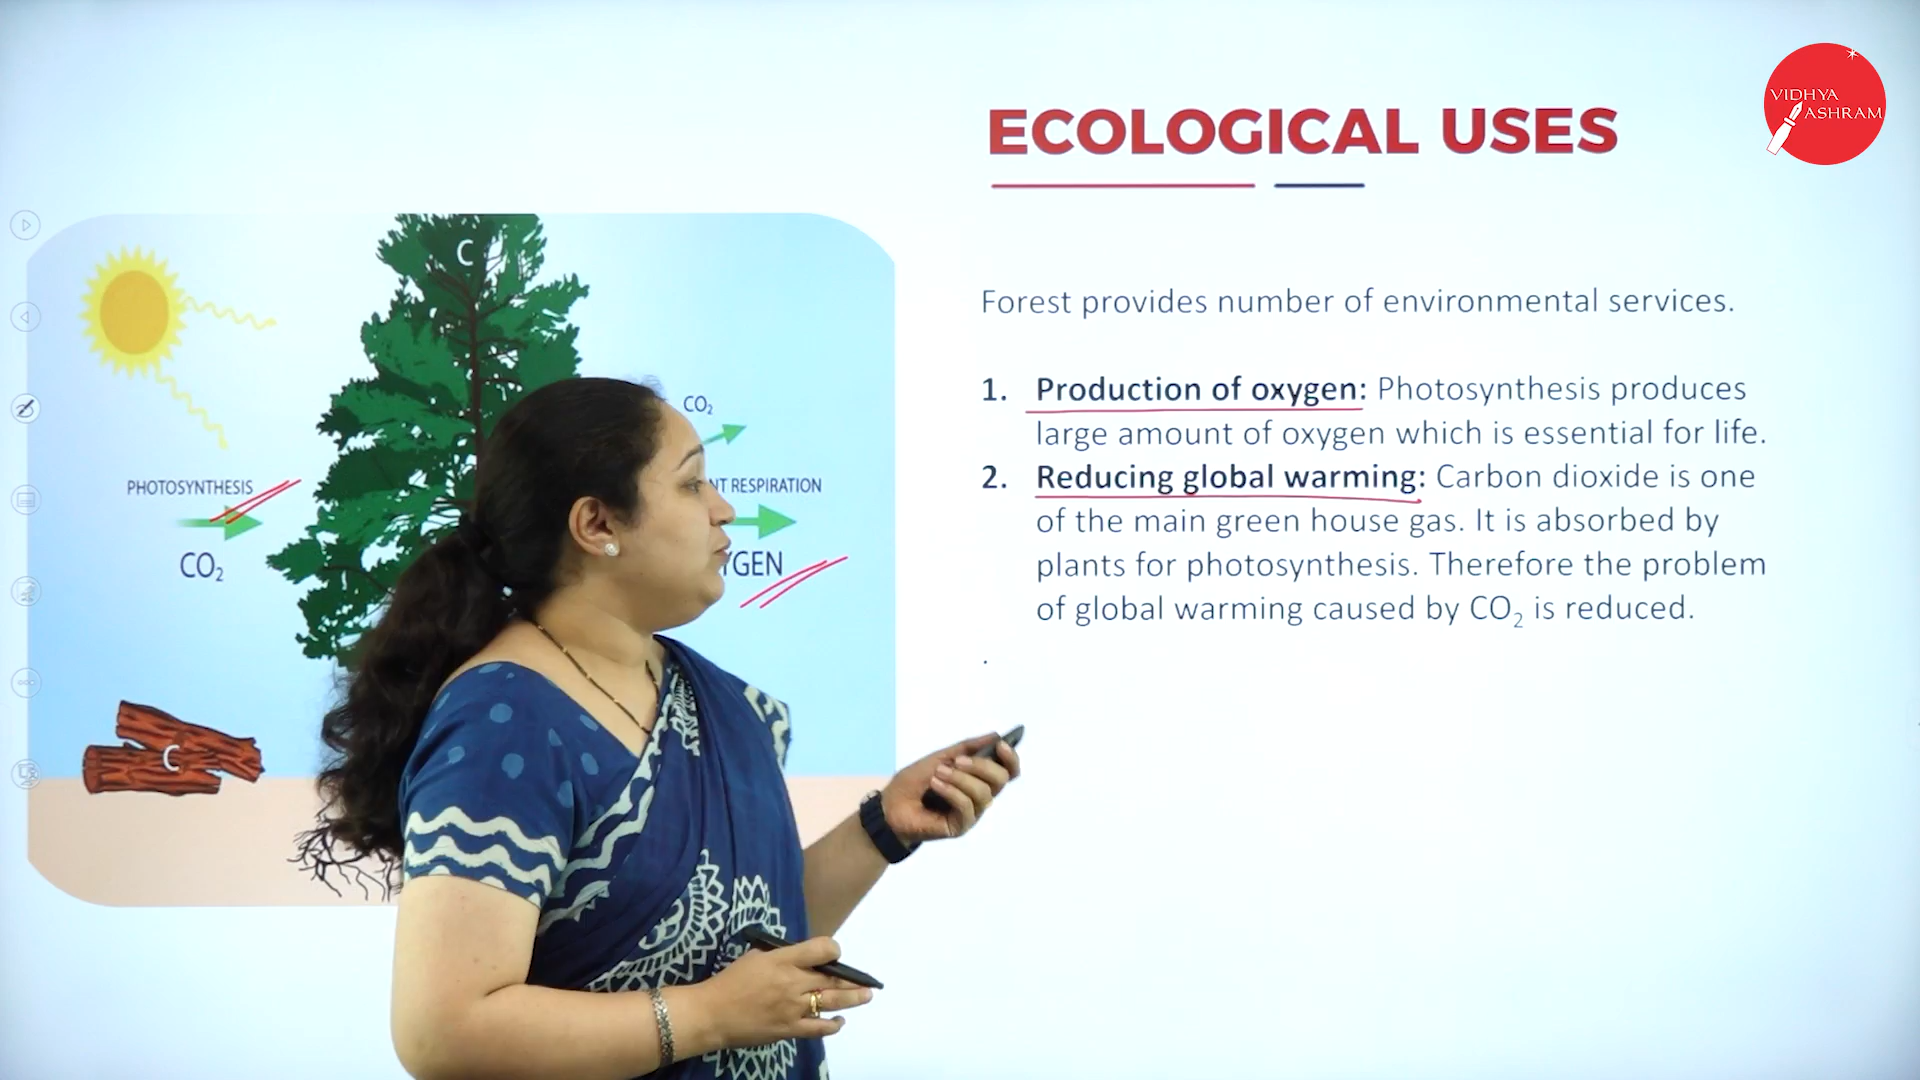 VIDHYA
ASHRAM
ECOLOGICAL USES
Forest provides number of environmental services.
1. Production of oxygen: Photosynthesis produces
large amount of oxygen which is essential for life.
2. Reducing global warming: Carbon dioxide is one
of the main green house gas. It is absorbed by
plants for photosynthesis. Therefore the problem
of global warming caused by CO₂ is reduced.
.
C
CO₂
PHOTOSYNTHESIS
NT RESPIRATION
CO₂
YGEN
C